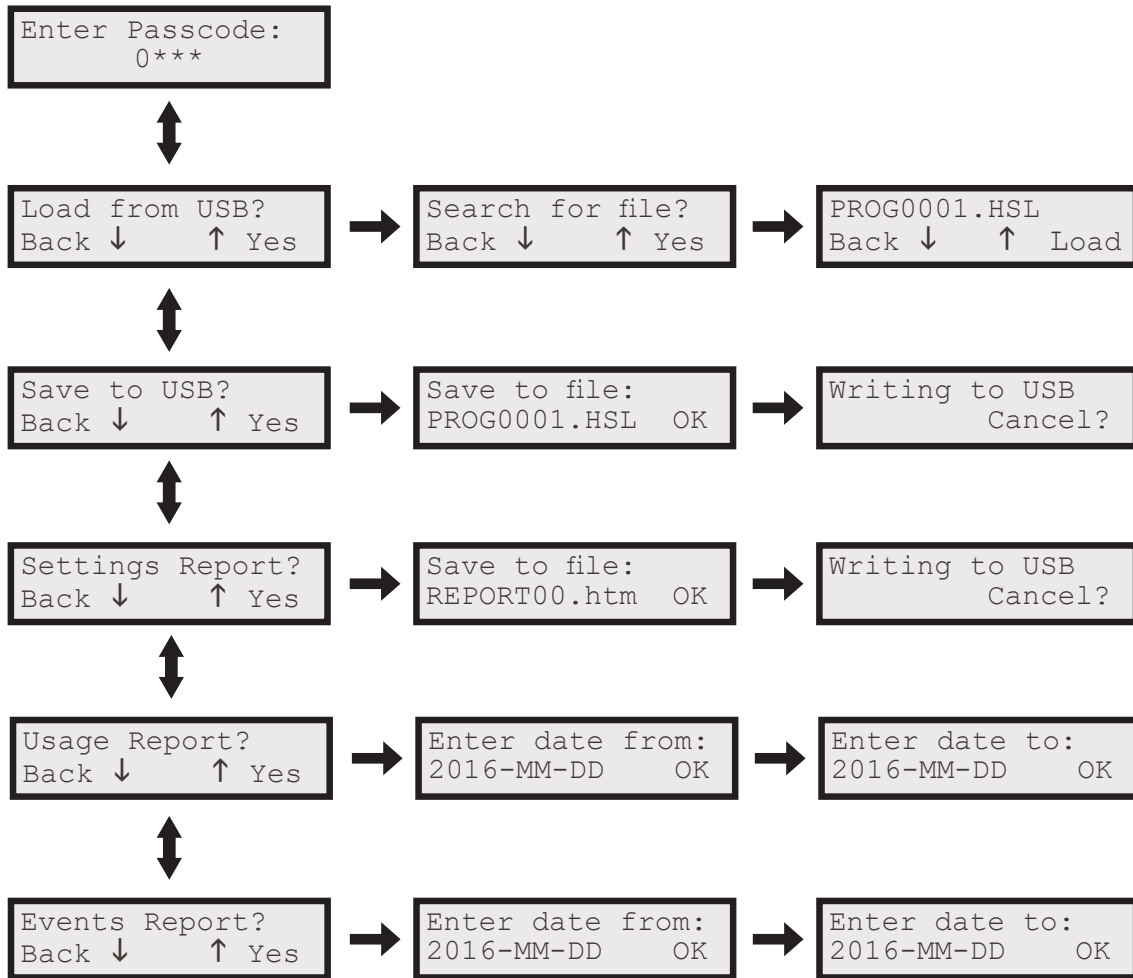 Enter Passcode:
0***
Load from USB?
Back ↓ ↑ Yes
Search for file?
Back ↓ ↑ Yes
PROG0001.HSL
Back ↓ ↑ Load
Save to USB?
Back ↓ ↑ Yes
Save to file:
PROG0001.HSL OK
Writing to USB
Cancel?
Settings Report?
Back ↓ ↑ Yes
Save to file:
REPORT00.htm OK
Writing to USB
Cancel?
Usage Report?
Back ↓ ↑ Yes
Enter date from:
2016-MM-DD OK
Enter date to:
2016-MM-DD OK
Events Report?
Back ↓ ↑ Yes
Enter date from:
2016-MM-DD OK
Enter date to:
2016-MM-DD OK